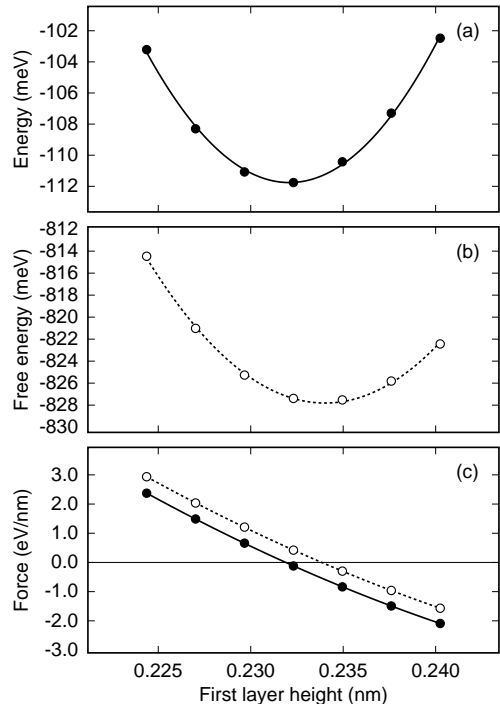 -102
-104
-106
-108
-110
-112
Energy (meV)
(a)
-812
-814
-816
-818
-820
-822
-824
-826
-828
-830
Free energy (meV)
(b)
3.0
2.0
1.0
0.0
-1.0
-2.0
-3.0
Force (eV/nm)
(c)
0.225 0.230 0.235 0.240
First layer height (nm)